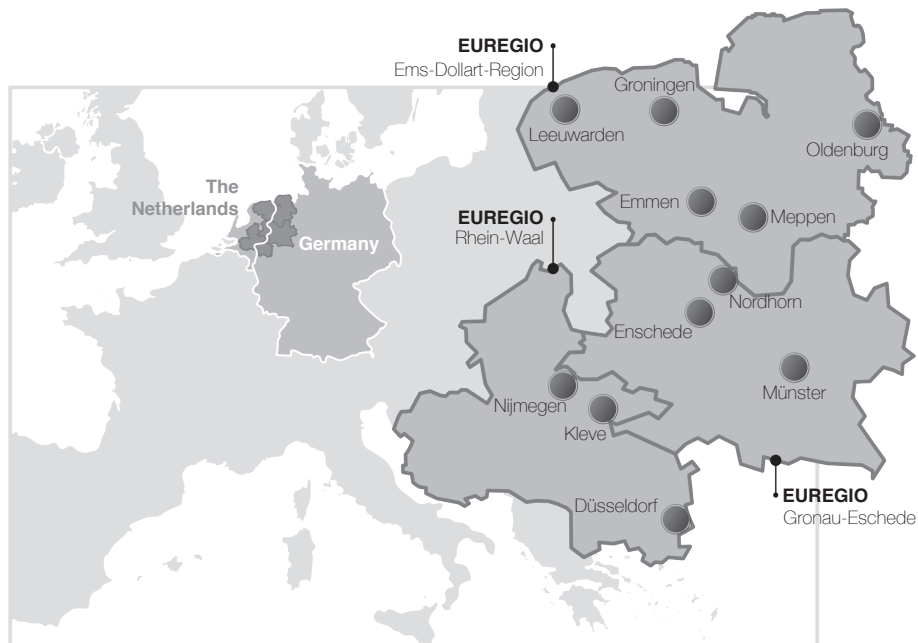 EUREGIO
Ems-Dollart-Region
Groningen
Leeuwarden
Oldenburg
The
Netherlands
Germany
Emmen
Meppen
EUREGIO
Rhein-Waal
Nordhorn
Enschede
Münster
Nijmegen
Kleve
Düsseldorf
EUREGIO
Gronau-Eschede